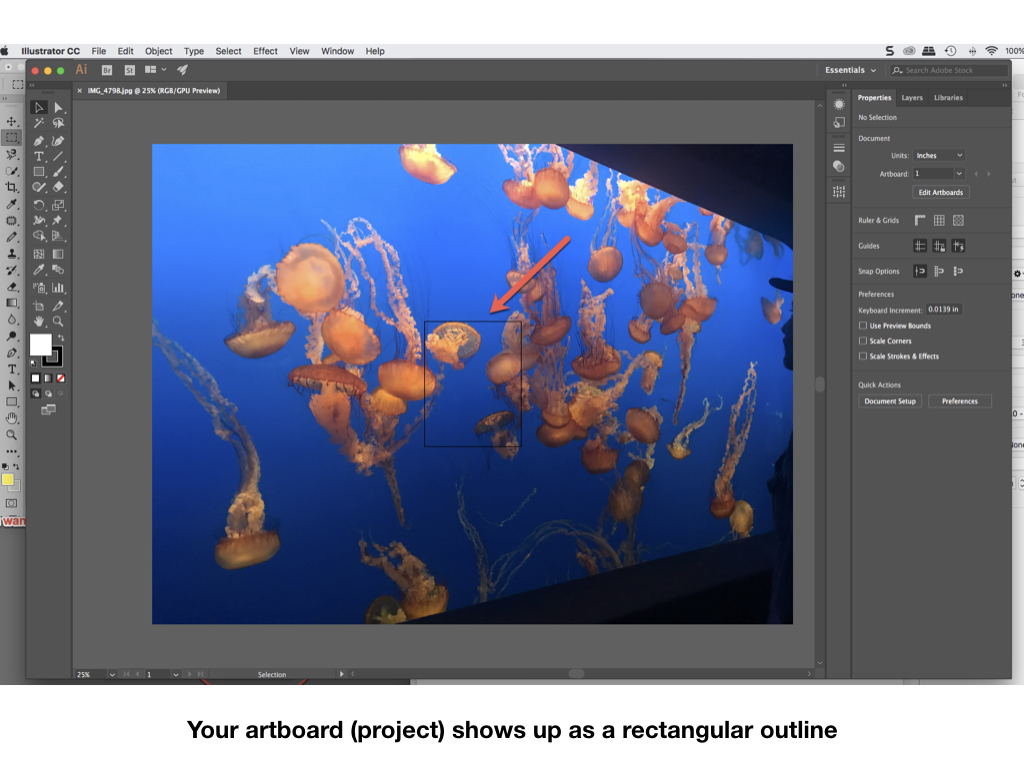 Illustrator CC File Edit Object Type Select Effect View Window Help 100%
Ai Br St Essentials Search Adobe Stock
× IMG_4798.jpg @ 25% (RGB/GPU Preview)
Properties Layers Libraries
No Selection
Document
Units: Inches
Artboard: 1
Edit Artboards
Ruler & Grids
Guides
Snap Options
Preferences
Keyboard Increment: 0.0139 in
Use Preview Bounds
Scale Corners
Scale Strokes & Effects
Quick Actions
Document Setup Preferences
25% 1 Selection
Your artboard (project) shows up as a rectangular outline